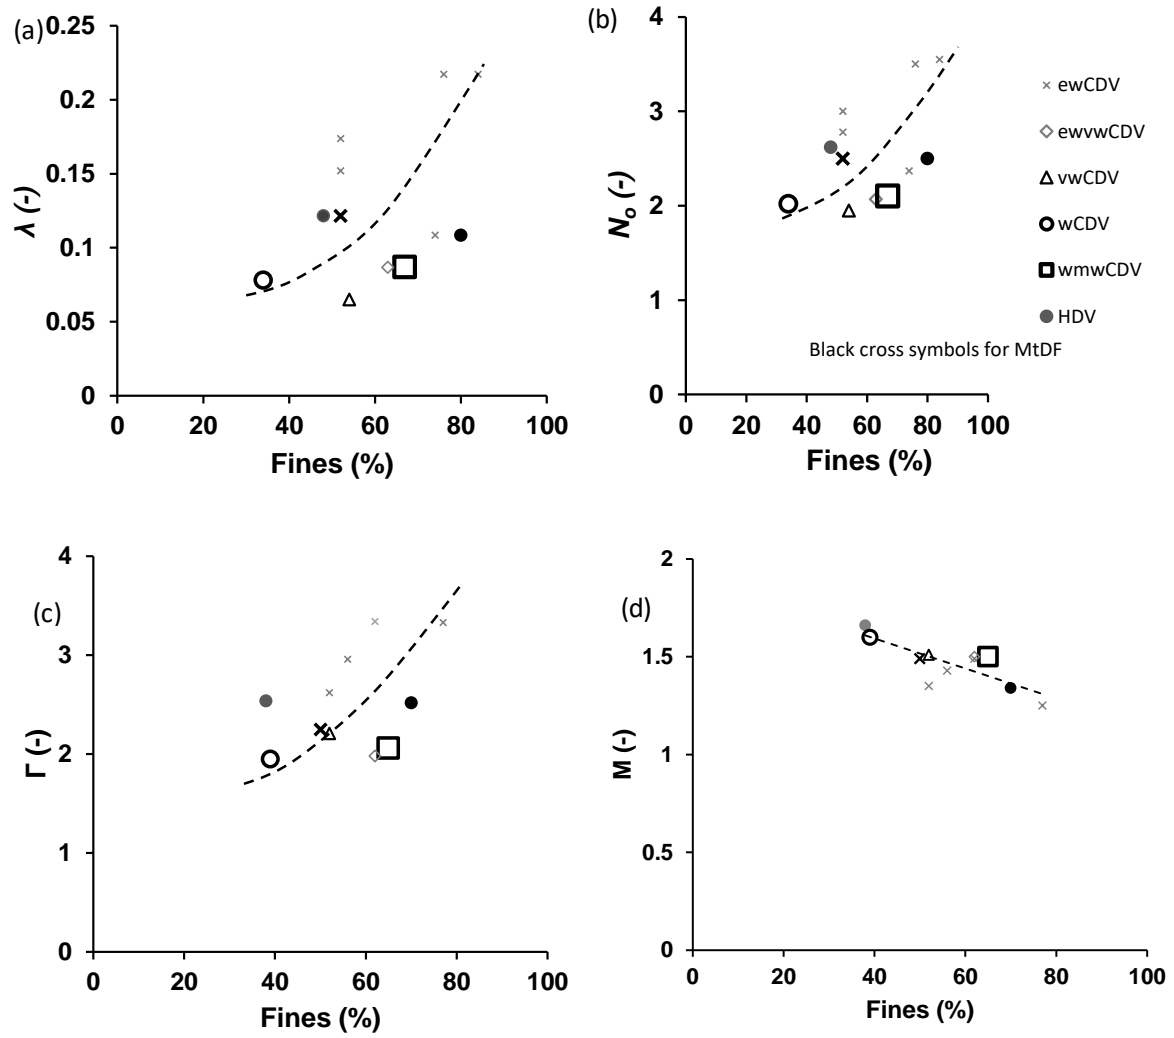 (a)
0.25
0.2
0.15
0.1
0.05
0
λ (-)
0 20 40 60 80 100
Fines (%)
(b)
4
3
2
1
0
No (-)
0 20 40 60 80 100
Fines (%)
ewCDV
ewvwCDV
vwCDV
wCDV
wmwCDV
HDV
Black cross symbols for MtDF
(c)
4
3
2
1
0
Γ (-)
0 20 40 60 80 100
Fines (%)
(d)
2
1.5
1
0.5
0
M (-)
0 20 40 60 80 100
Fines (%)